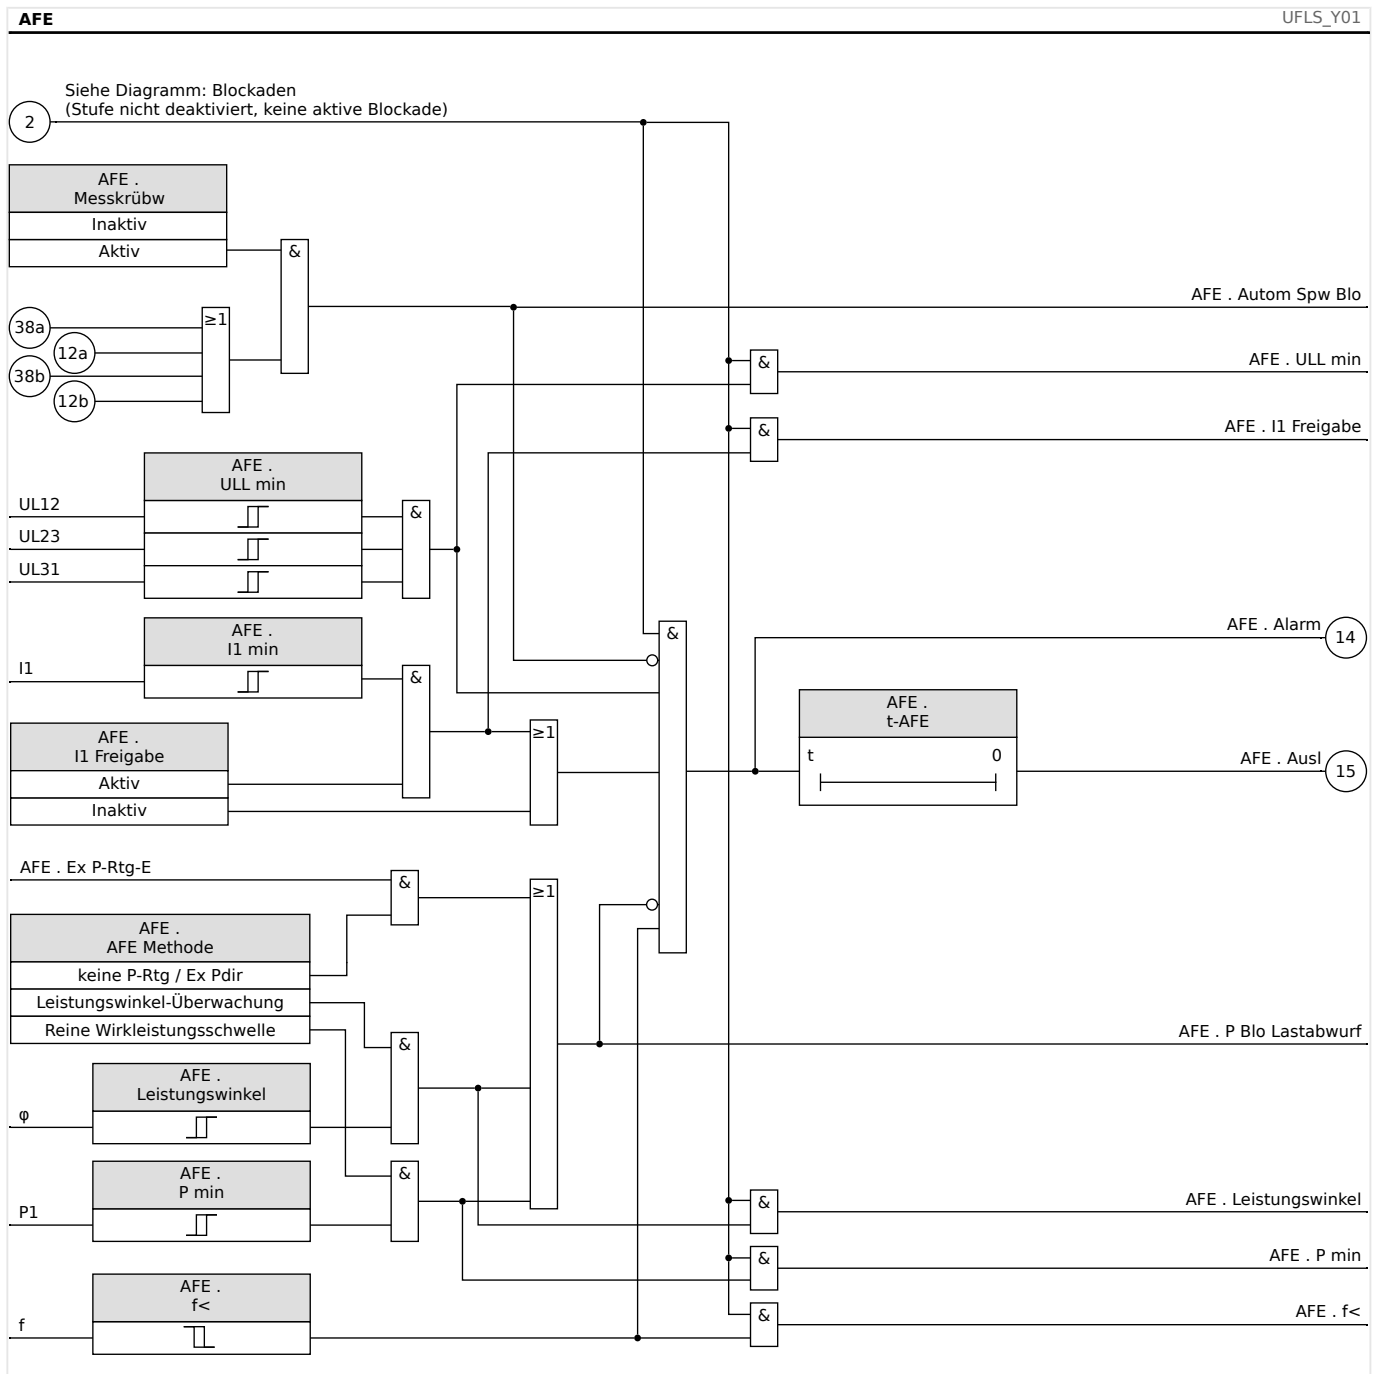 AFE
UFLS_Y01
Siehe Diagramm: Blockaden
(Stufe nicht deaktiviert, keine aktive Blockade)
2
AFE .
Messkrübw
Inaktiv
Aktiv
&
AFE . Autom Spw Blo
38a
≥1
12a
38b
12b
&
AFE . ULL min
&
AFE . I1 Freigabe
AFE .
ULL min
UL12
&
UL23
UL31
AFE .
I1 min
I1
&
&
AFE . Alarm
14
AFE .
t-AFE
t
0
AFE . Ausl
15
AFE .
I1 Freigabe
Aktiv
Inaktiv
≥1
AFE . Ex P-Rtg-E
&
≥1
AFE .
AFE Methode
keine P-Rtg / Ex Pdir
Leistungswinkel-Überwachung
Reine Wirkleistungsschwelle
&
AFE . P Blo Lastabwurf
AFE .
Leistungswinkel
φ
AFE .
P min
P1
&
&
AFE . Leistungswinkel
&
AFE . P min
AFE .
f<
f
&
AFE . f<